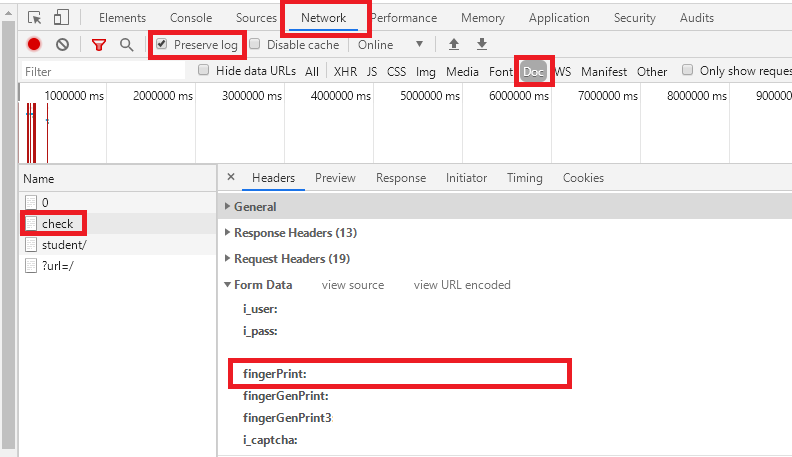 Elements Console Sources Network Performance Memory Application Security Audits
Preserve log Disable cache Online
Filter Hide data URLs All XHR JS CSS Img Media Font Doc WS Manifest Other Only show reque
1000000 ms 2000000 ms 3000000 ms 4000000 ms 5000000 ms 6000000 ms 7000000 ms 8000000 ms 90000
Name × Headers Preview Response Initiator Timing Cookies
0
check
student/
?url=/
General
Response Headers (13)
Request Headers (19)
Form Data view source view URL encoded
i_user:
i_pass:
fingerPrint:
fingerGenPrint:
fingerGenPrint3
i_captcha: